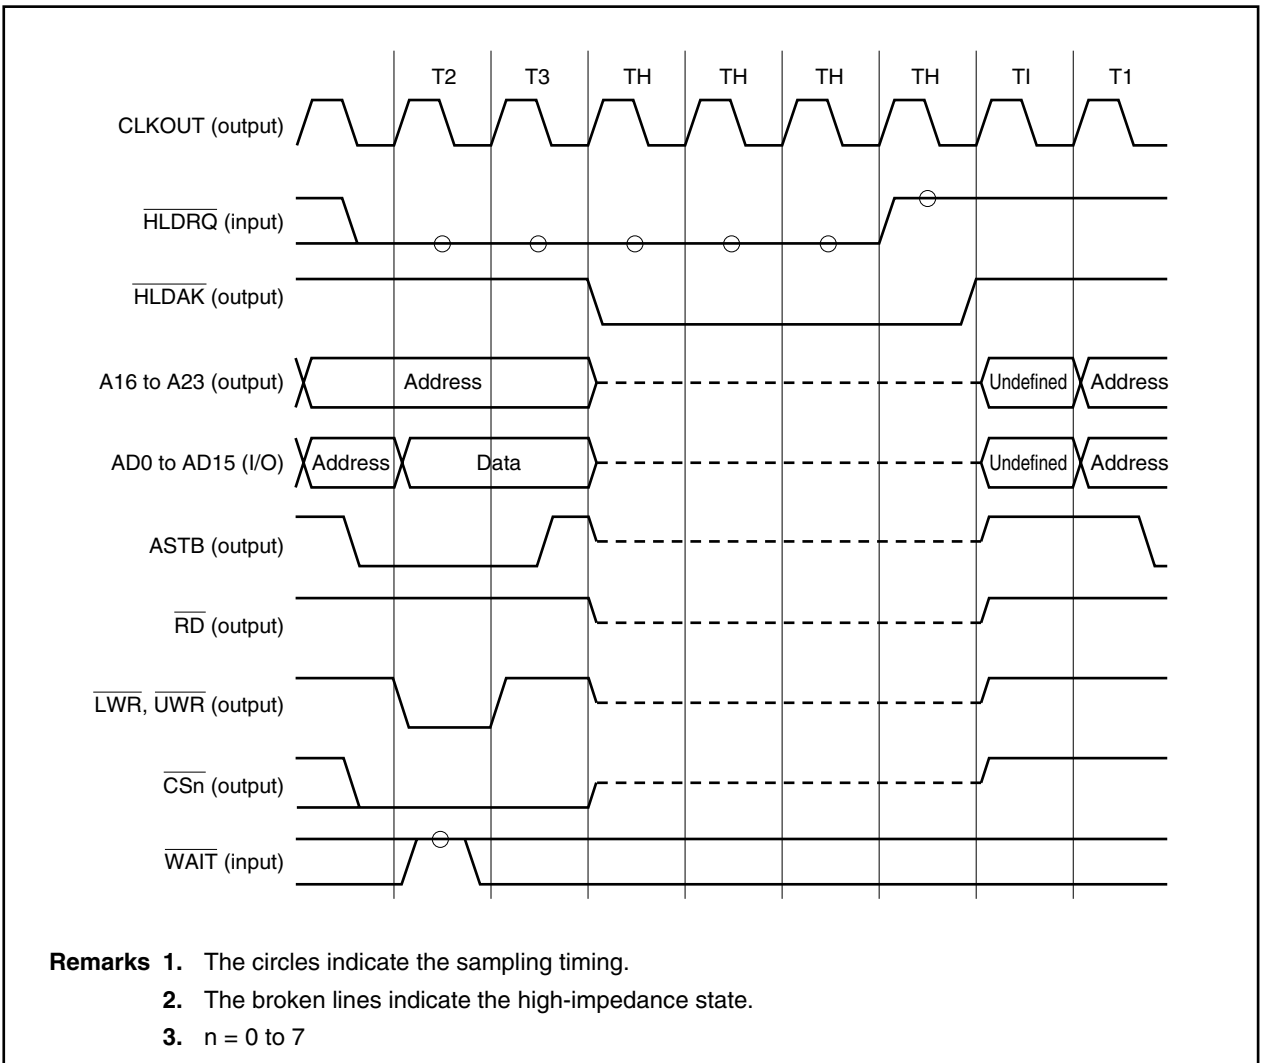 T2 T3 TH TH TH TH TI T1
CLKOUT (output)
HLDRQ (input)
HLDAK (output)
A16 to A23 (output) Address Undefined Address
AD0 to AD15 (I/O) Address Data Undefined Address
ASTB (output)
RD (output)
LWR, UWR (output)
CSn (output)
WAIT (input)
Remarks 1. The circles indicate the sampling timing.
2. The broken lines indicate the high-impedance state.
3. n = 0 to 7